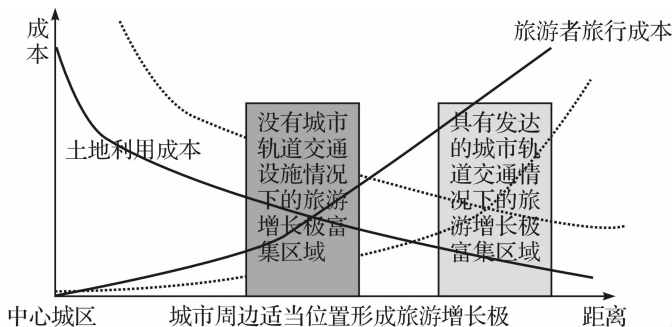 成
本
旅游者旅行成本
土地利用成本
没有城市
轨道交通
设施情况
下的旅游
增长极富
集区域
具有发达
的城市轨
道交通情
况下的旅
游增长极
富集区域
中心城区
城市周边适当位置形成旅游增长极
距离